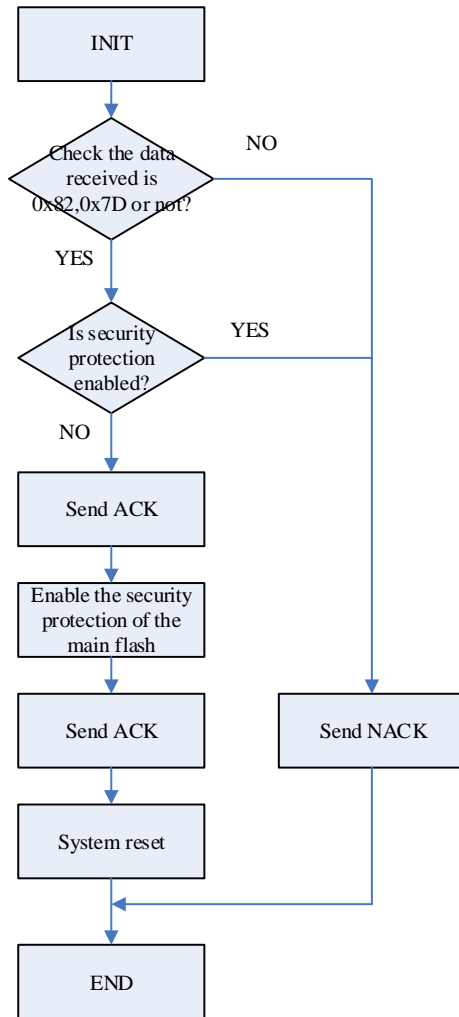 INIT
Check the data
received is
0x82,0x7D or not?
NO
YES
Is security
protection
enabled?
YES
NO
Send ACK
Enable the security
protection of the
main flash
Send ACK
Send NACK
System reset
END